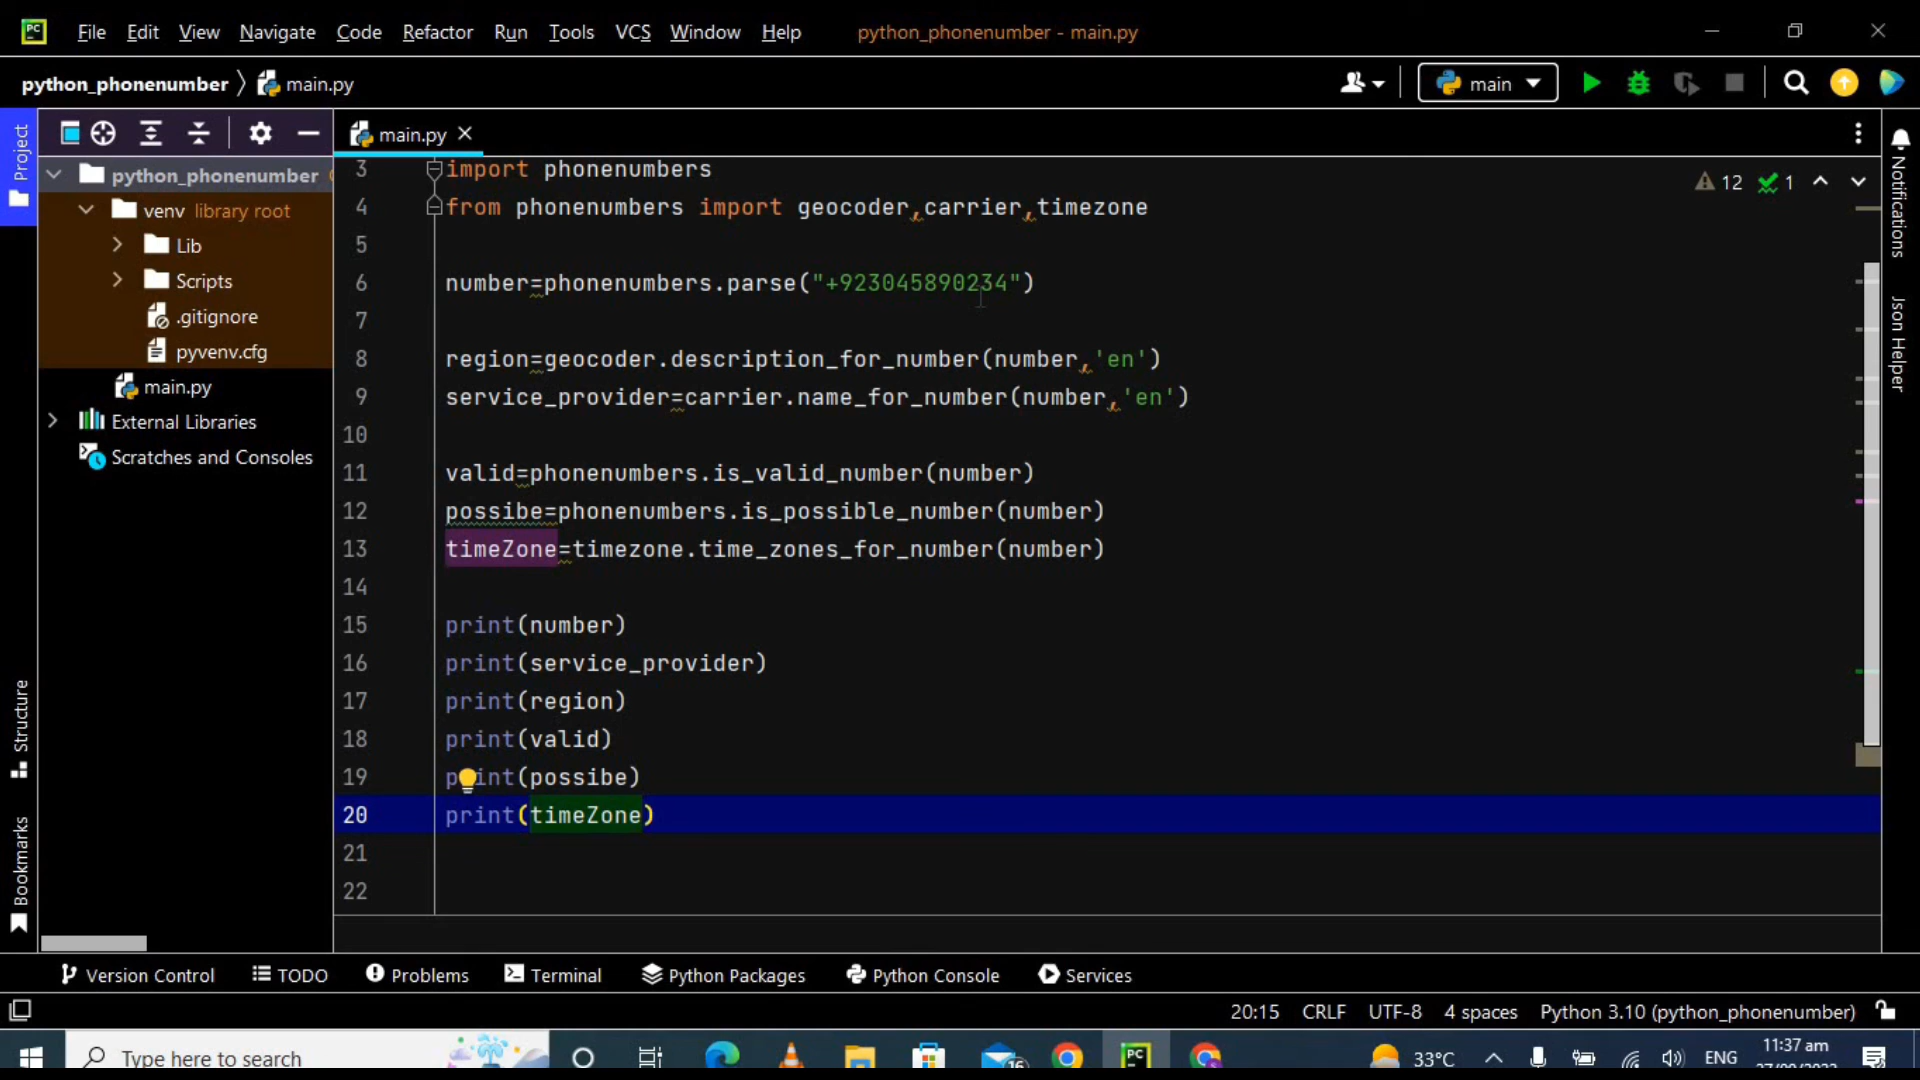 PC File Edit View Navigate Code Refactor Run Tools VCS Window Help python_phonenumber - main.py
python_phonenumber main.py main
Project
main.py
python_phonenumber
venv library root
Lib
Scripts
.gitignore
pyvenv.cfg
main.py
External Libraries
Scratches and Consoles
12 1
3 import phonenumbers
4 from phonenumbers import geocoder,carrier,timezone
5
6 number=phonenumbers.parse("+923045890234")
7
8 region=geocoder.description_for_number(number,'en')
9 service_provider=carrier.name_for_number(number,'en')
10
11 valid=phonenumbers.is_valid_number(number)
12 possibe=phonenumbers.is_possible_number(number)
13 timeZone=timezone.time_zones_for_number(number)
14
15 print(number)
16 print(service_provider)
17 print(region)
18 print(valid)
19 print(possibe)
20 print(timeZone)
21
22
Notifications
Json Helper
Structure
Bookmarks
Version Control TODO Problems Terminal Python Packages Python Console Services
20:15 CRLF UTF-8 4 spaces Python 3.10 (python_phonenumber)
Type here to search 16 PC 33°C ENG 11:37 am